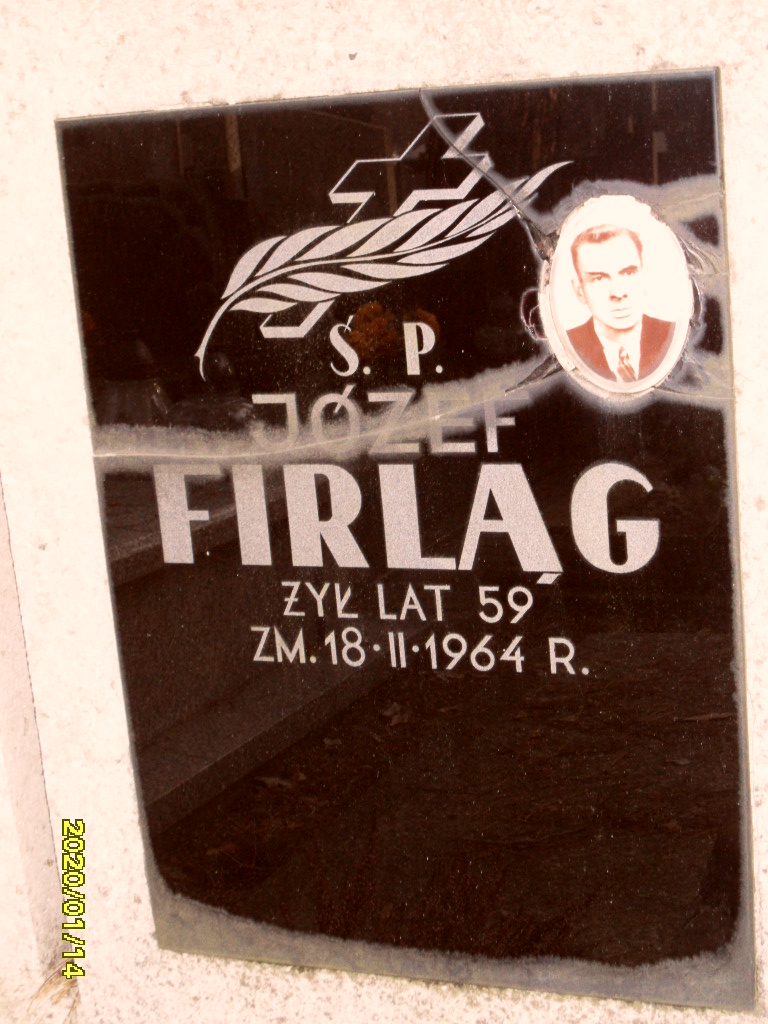 Ś. P.
JÓZEF
FIRLĄG
ŻYŁ LAT 59
ZM. 18·II·1964 R.
2020/01/14